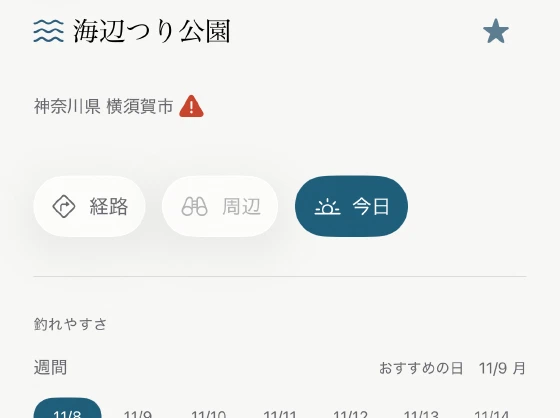 海辺つり公園
神奈川県 横須賀市
経路
周辺
今日
釣れやすさ
週間
おすすめの日 11/9 月
11/8 11/9 11/10 11/11 11/12 11/13 11/14